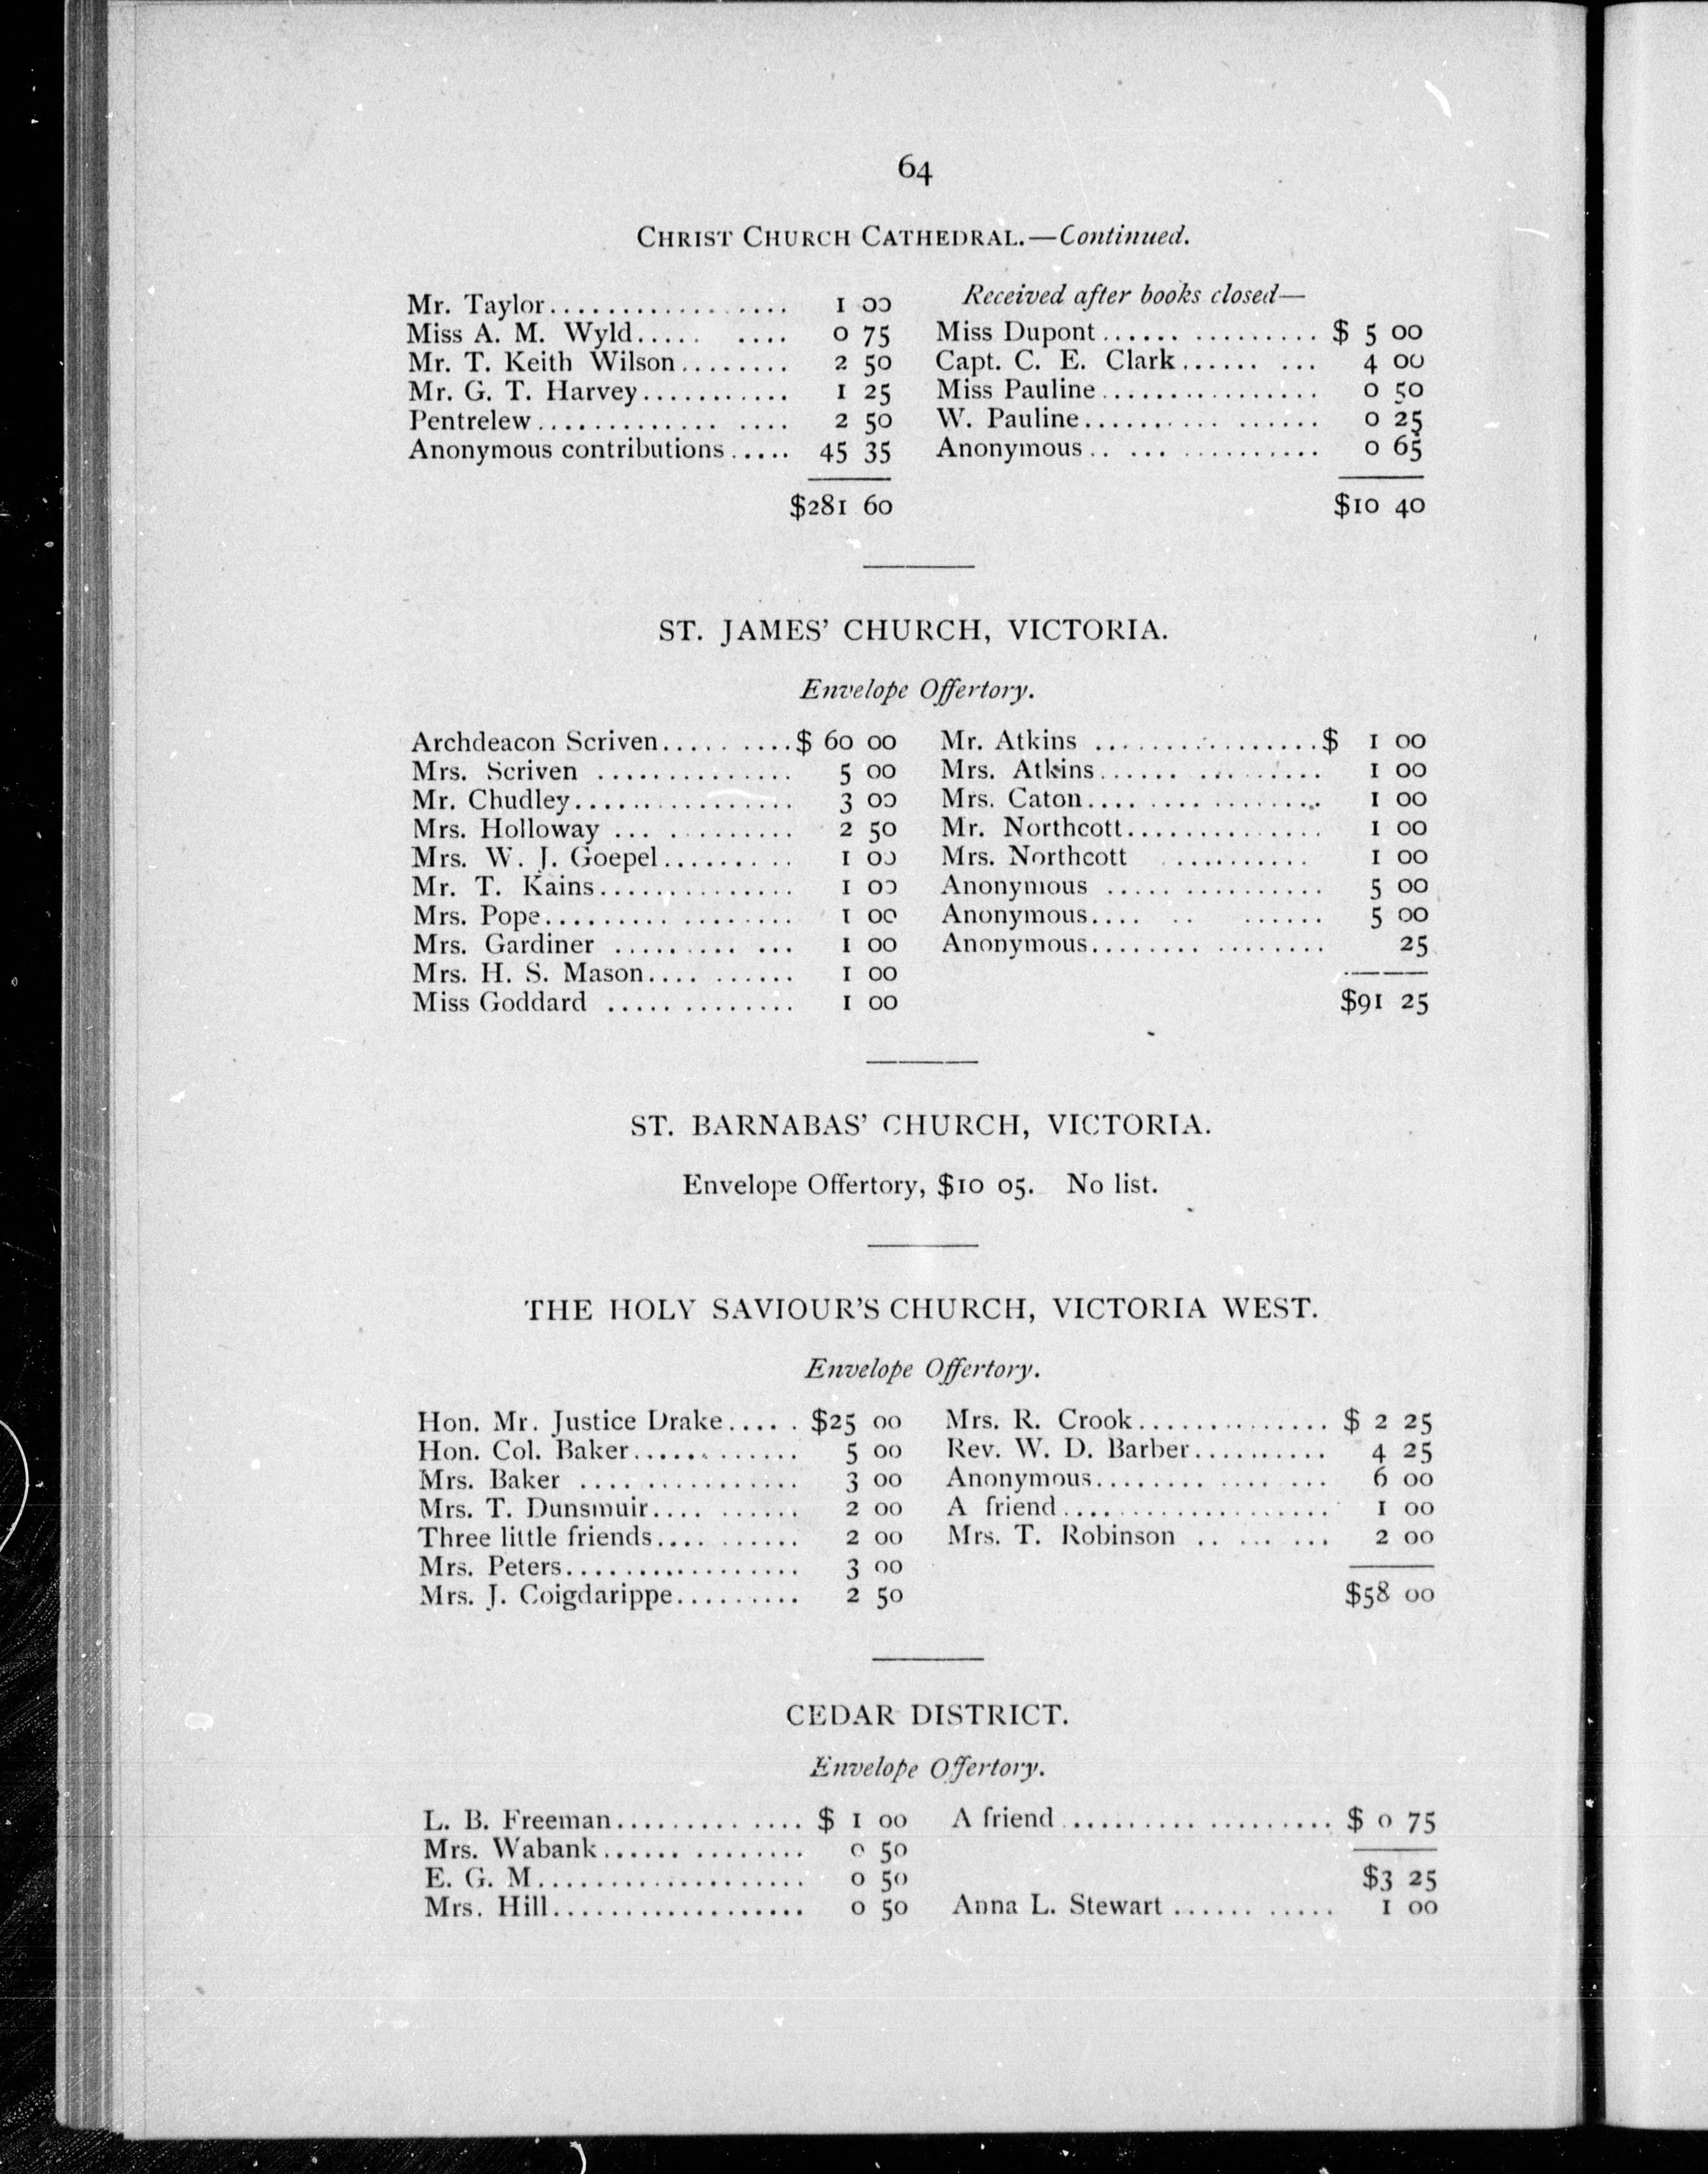 64
CHRIST CHURCH CATHEDRAL.—Continued.
Mr. Taylor................. 1 00
Miss A. M. Wyld..... .... 0 75
Mr. T. Keith Wilson........ 2 50
Mr. G. T. Harvey........... 1 25
Pentrelew............. .... 2 50
Anonymous contributions..... 45 35
$281 60
Received after books closed—
Miss Dupont...... ......... $ 5 00
Capt. C. E. Clark...... ... 4 00
Miss Pauline................ 0 50
W. Pauline.......... ...... 0 25
Anonymous.. ... .......... 0 65
$10 40
ST. JAMES' CHURCH, VICTORIA.
Envelope Offertory.
Archdeacon Scriven..... ....$ 60 00
Mrs. Scriven .............. 5 00
Mr. Chudley................ 3 00
Mrs. Holloway ... ......... 2 50
Mrs. W. J. Goepel......... 1 00
Mr. T. Kains.............. 1 00
Mrs. Pope.................. 1 00
Mrs. Gardiner .......... ... 1 00
Mrs. H. S. Mason.... ...... 1 00
Miss Goddard .............. 1 00
Mr. Atkins ................$ 1 00
Mrs. Atkins...... ......... 1 00
Mrs. Caton.... ............ 1 00
Mr. Northcott.............. 1 00
Mrs. Northcott .......... 1 00
Anonymous ..... .......... 5 00
Anonymous.... .. ...... 5 00
Anonymous........ ........ 25
$91 25
ST. BARNABAS' CHURCH, VICTORIA.
Envelope Offertory, $10 05. No list.
THE HOLY SAVIOUR'S CHURCH, VICTORIA WEST.
Envelope Offertory.
Hon. Mr. Justice Drake..... $25 00
Hon. Col. Baker............ 5 00
Mrs. Baker .... ........... 3 00
Mrs. T. Dunsmuir.... ...... 2 00
Three little friends.... ...... 2 00
Mrs. Peters................. 3 00
Mrs. J. Coigdarippe......... 2 50
Mrs. R. Crook.............. $ 2 25
Rev. W. D. Barber.......... 4 25
Anonymous......... ...... 6 00
A friend.................... 1 00
Mrs. T. Robinson .. ... ... 2 00
$58 00
CEDAR DISTRICT.
Envelope Offertory.
L. B. Freeman......... .... $ 1 00
Mrs. Wabank...... ........ 0 50
E. G. M................... 0 50
Mrs. Hill.................. 0 50
A friend ................... $ 0 75
$3 25
Anna L. Stewart ...... ..... 1 00